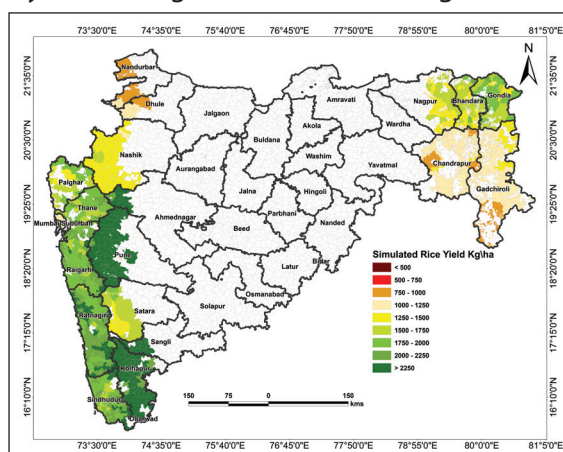 73°30'0"E 74°35'0"E 75°40'0"E 76°45'0"E 77°50'0"E 78°55'0"E 80°0'0"E 81°5'0"E
N
21°35'0"N
20°30'0"N
19°25'0"N
18°20'0"N
17°15'0"N
16°10'0"N
Nandurbar
Dhule
Jalgaon
Buldana
Akola
Amravati
Wardha
Nagpur
Bhandara
Gondia
Nashik
Aurangabad
Jalna
Washim
Hingoli
Yavatmal
Chandrapur
Gadchiroli
Palghar
Thane
Mumbai Suburban
Ahmednagar
Parbhani
Beed
Nanded
Pune
Raigarh
Latur
Bidar
Osmanabad
Solapur
Satara
Ratnagiri
Sangli
Kolhapur
Sindhudurg
Dharwad
Simulated Rice Yield Kg\ha
< 500
500 - 750
750 - 1000
1000 - 1250
1250 - 1500
1500 - 1750
1750 - 2000
2000 - 2250
> 2250
150 75 0 150
kms
21°35'0"N
20°30'0"N
19°25'0"N
18°20'0"N
17°15'0"N
16°10'0"N
73°30'0"E 74°35'0"E 75°40'0"E 76°45'0"E 77°50'0"E 78°55'0"E 80°0'0"E 81°5'0"E